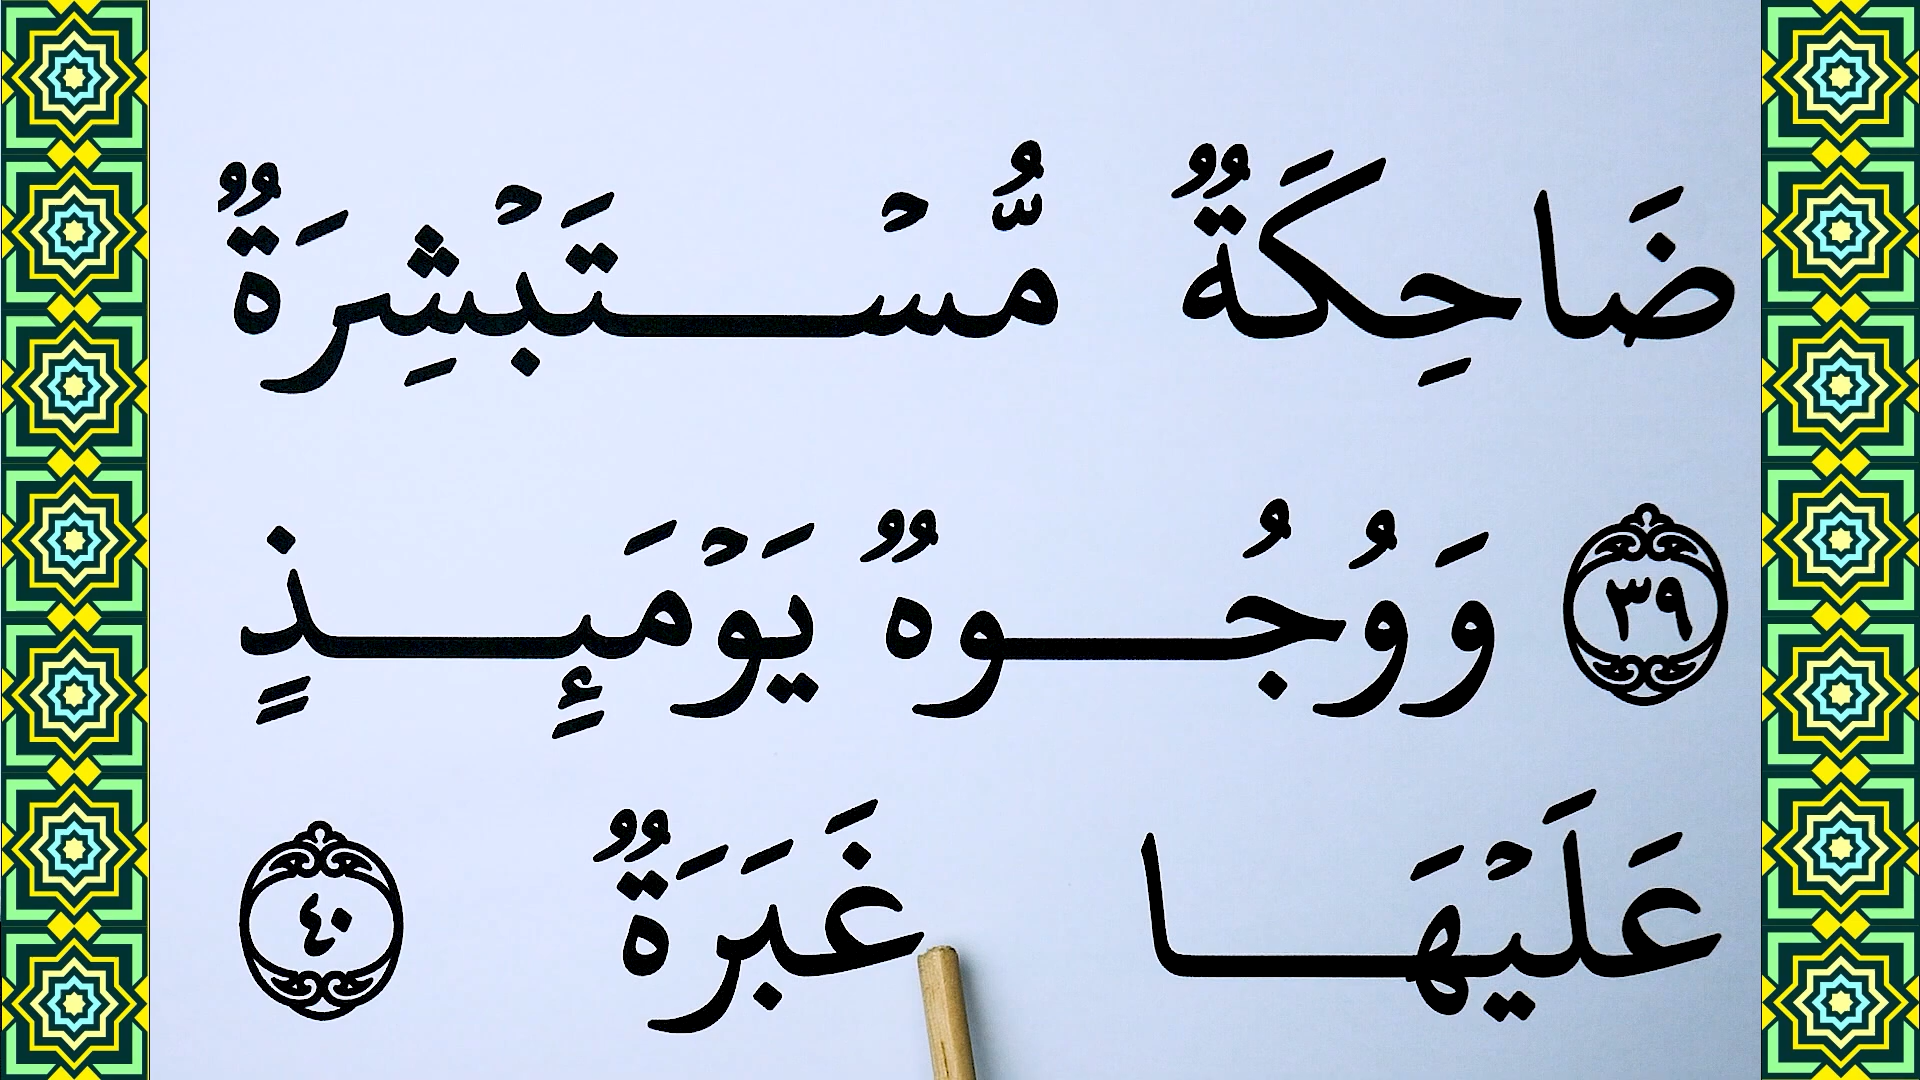 ضَاحِكَةٌ مُّسْتَبْشِرَةٌ
٣٩ وَوُجُوهٌ يَوْمَئِذٍ
عَلَيْهَا غَبَرَةٌ ٤٠